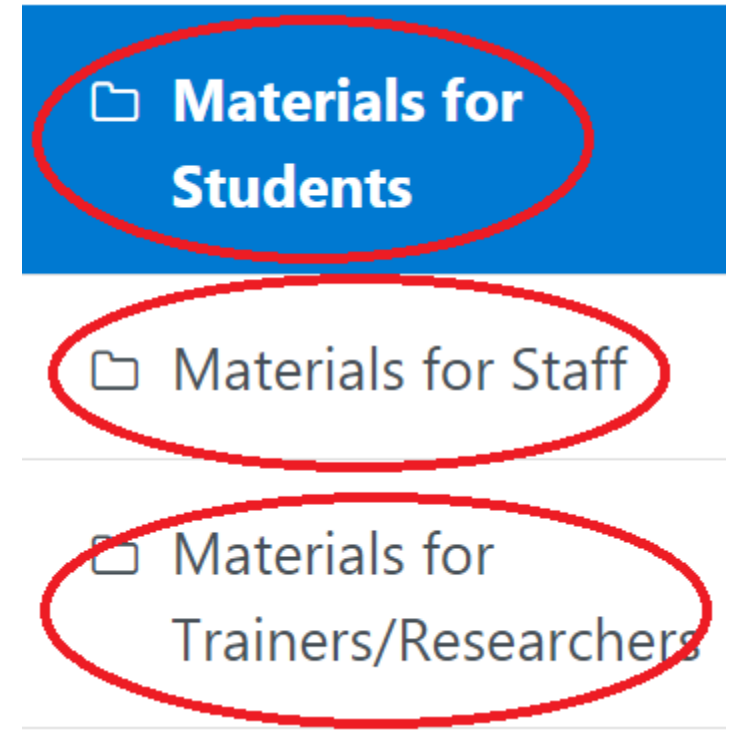 Materials for
Students
Materials for Staff
Materials for
Trainers/Researchers